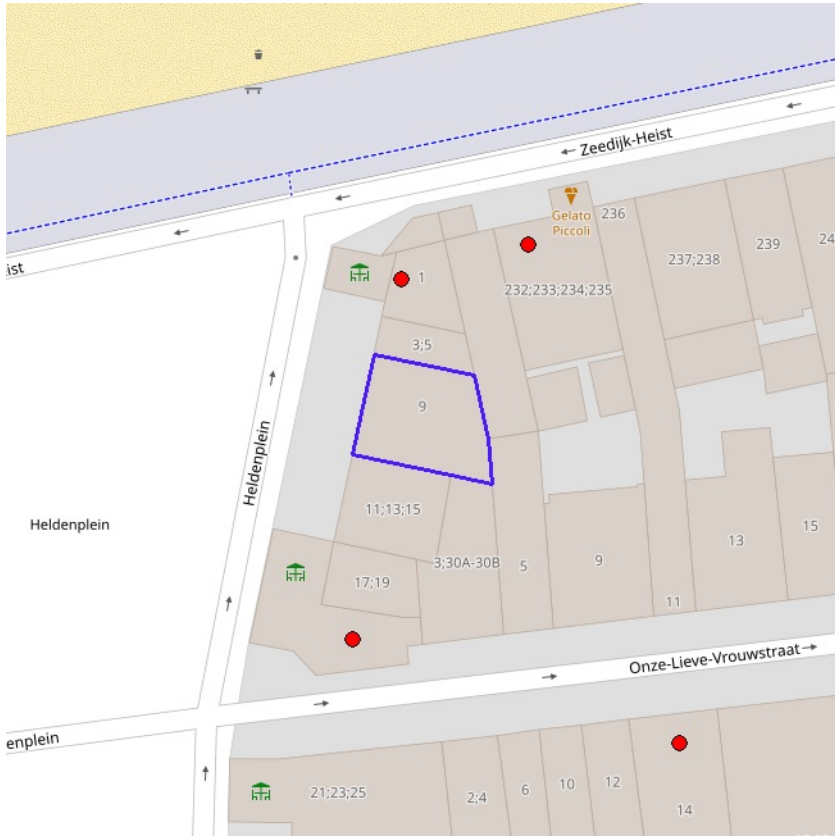 Zeedijk-Heist
ist
Gelato
Piccoli
236
239
24
237;238
1
232;233;234;235
3;5
9
Heldenplein
Heldenplein
11;13;15
13
15
3;30A-30B
5
9
17;19
11
Onze-Lieve-Vrouwstraat
enplein
21;23;25
2;4
6
10
12
14